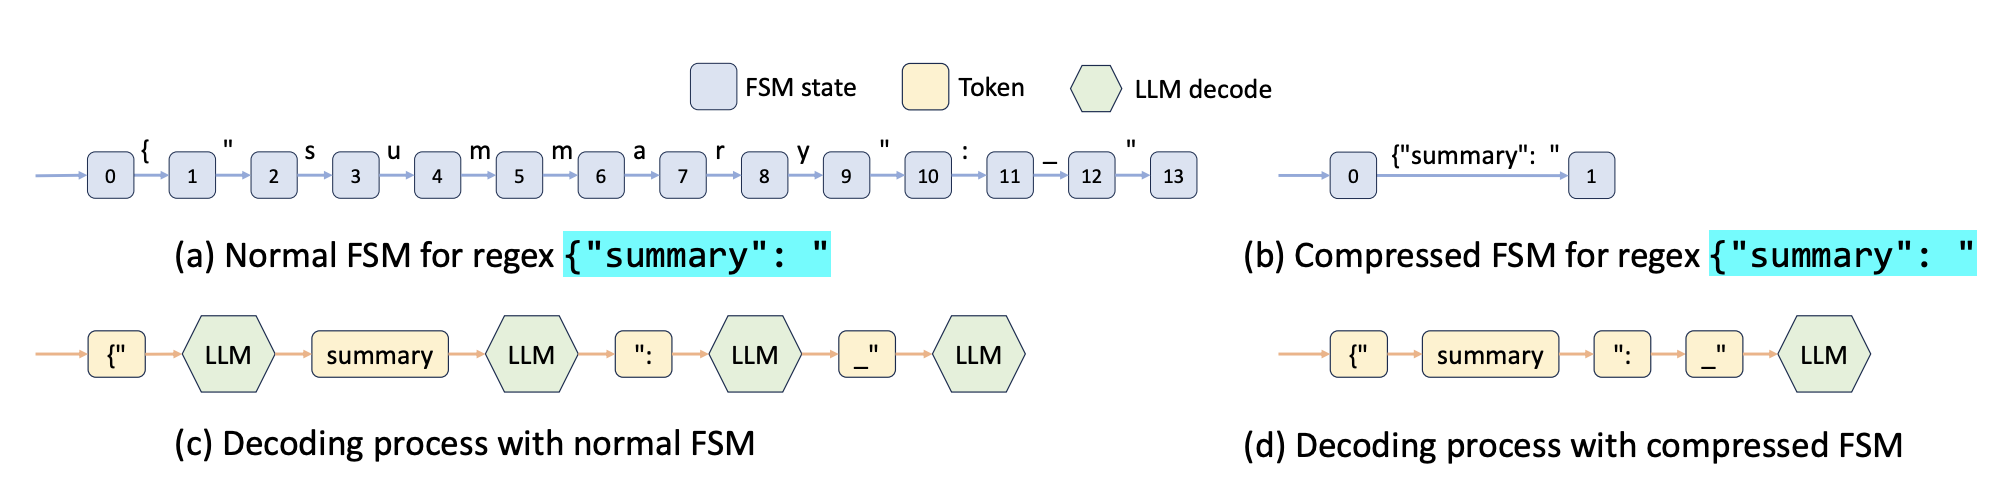 FSM state Token LLM decode
{ " s u m m a r y " : _ "
0 1 2 3 4 5 6 7 8 9 10 11 12 13
{"summary": "
0 1
(a) Normal FSM for regex {"summary": "
(b) Compressed FSM for regex {"summary": "
{" LLM summary LLM ": LLM _" LLM
{" summary ": _" LLM
(c) Decoding process with normal FSM
(d) Decoding process with compressed FSM